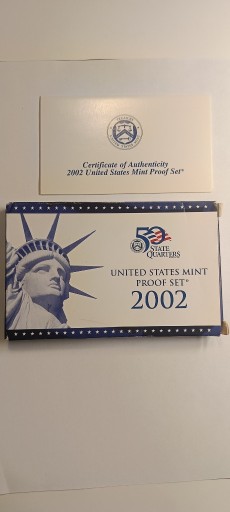 Certificate of Authenticity
2002 United States Mint Proof Set®
50
STATE
QUARTERS
UNITED STATES MINT
PROOF SET®
2002